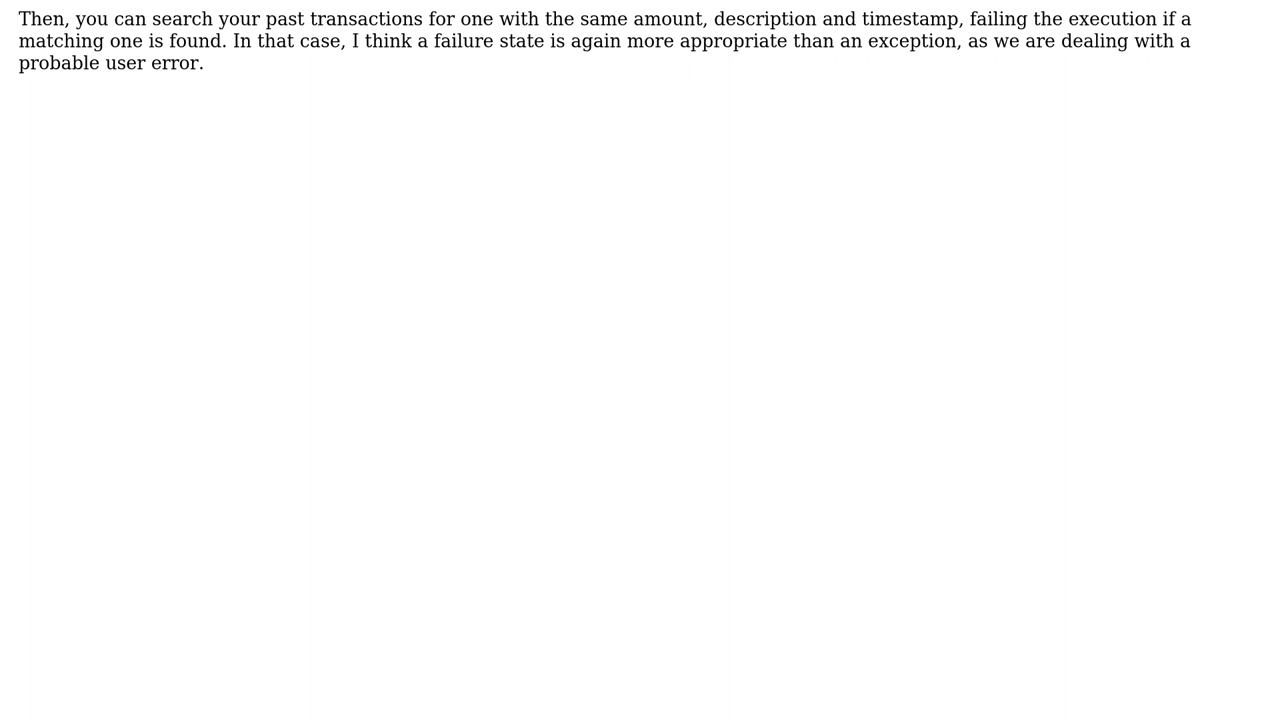 Then, you can search your past transactions for one with the same amount, description and timestamp, failing the execution if a
matching one is found. In that case, I think a failure state is again more appropriate than an exception, as we are dealing with a
probable user error.